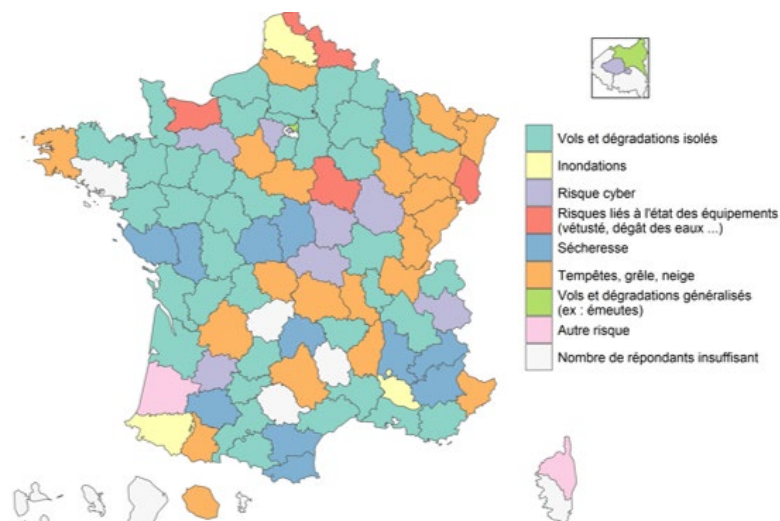 Vols et dégradations isolés
Inondations
Risque cyber
Risques liés à l'état des équipements
(vétusté, dégât des eaux ...)
Sécheresse
Tempêtes, grêle, neige
Vols et dégradations généralisés
(ex : émeutes)
Autre risque
Nombre de répondants insuffisant